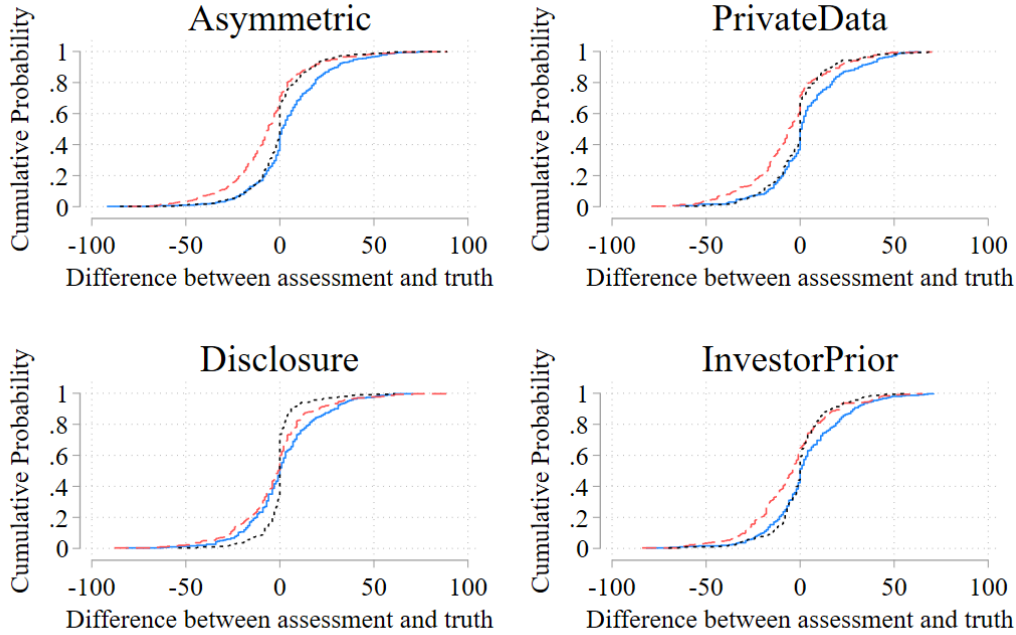 Asymmetric
Cumulative Probability
1
.8
.6
.4
.2
0
-100 -50 0 50 100
Difference between assessment and truth
PrivateData
Cumulative Probability
1
.8
.6
.4
.2
0
-100 -50 0 50 100
Difference between assessment and truth
Disclosure
Cumulative Probability
1
.8
.6
.4
.2
0
-100 -50 0 50 100
Difference between assessment and truth
InvestorPrior
Cumulative Probability
1
.8
.6
.4
.2
0
-100 -50 0 50 100
Difference between assessment and truth